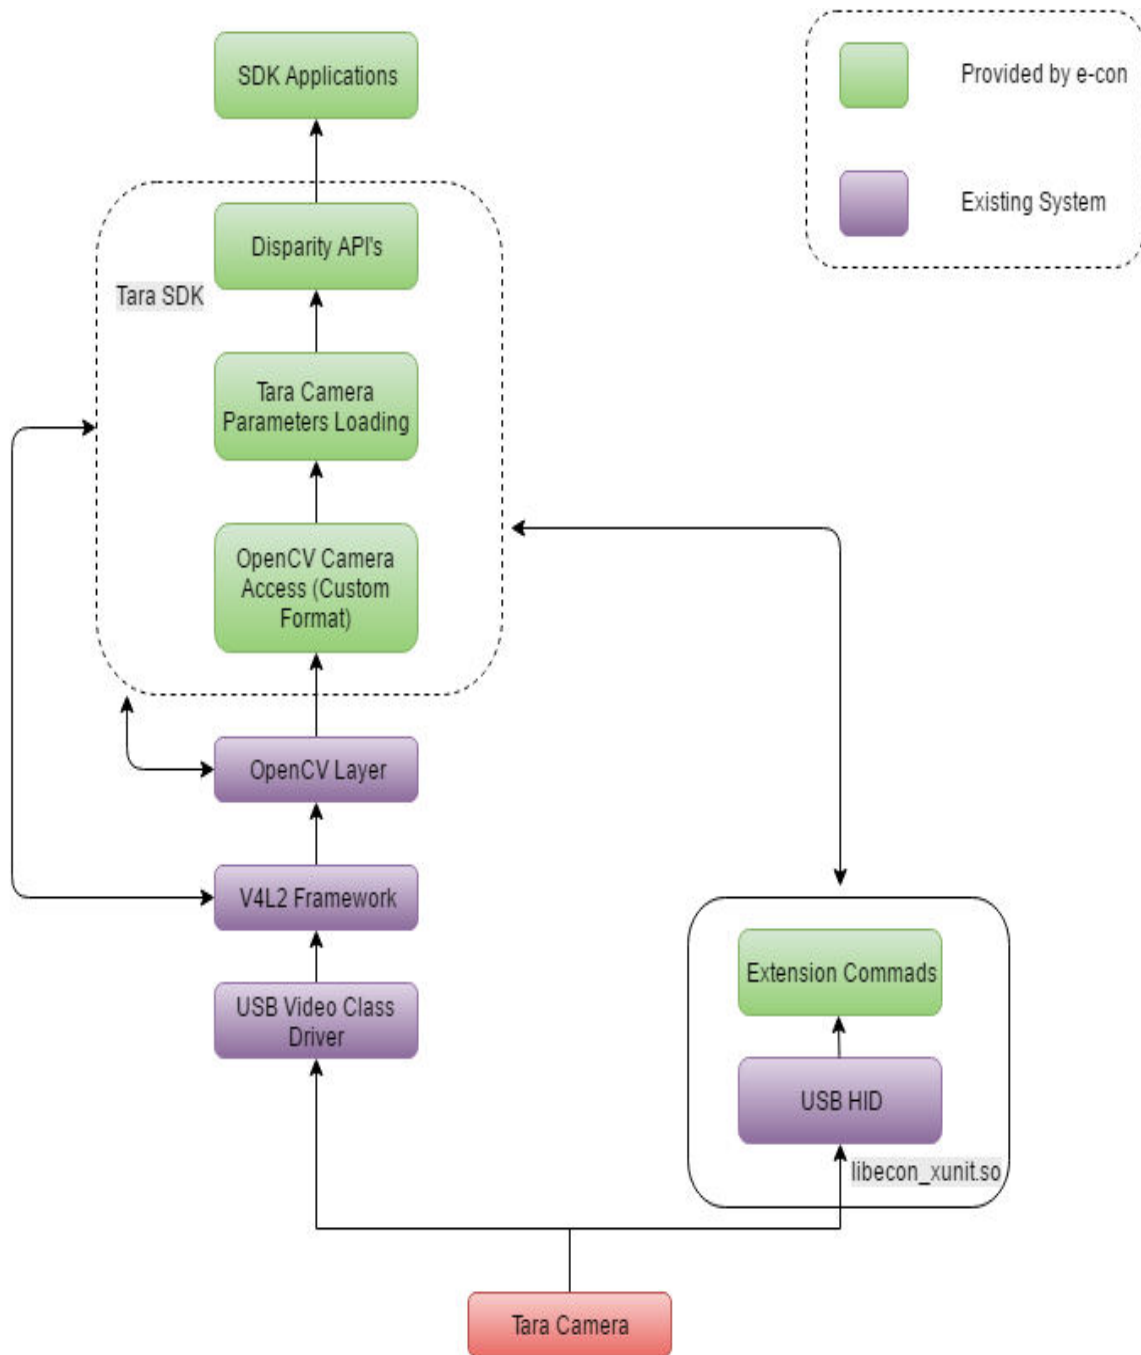 SDK Applications
Provided by e-con
Existing System
Disparity API's
Tara SDK
Tara Camera
Parameters Loading
OpenCV Camera
Access (Custom
Format)
OpenCV Layer
V4L2 Framework
USB Video Class
Driver
Extension Commads
USB HID
libecon_xunit.so
Tara Camera